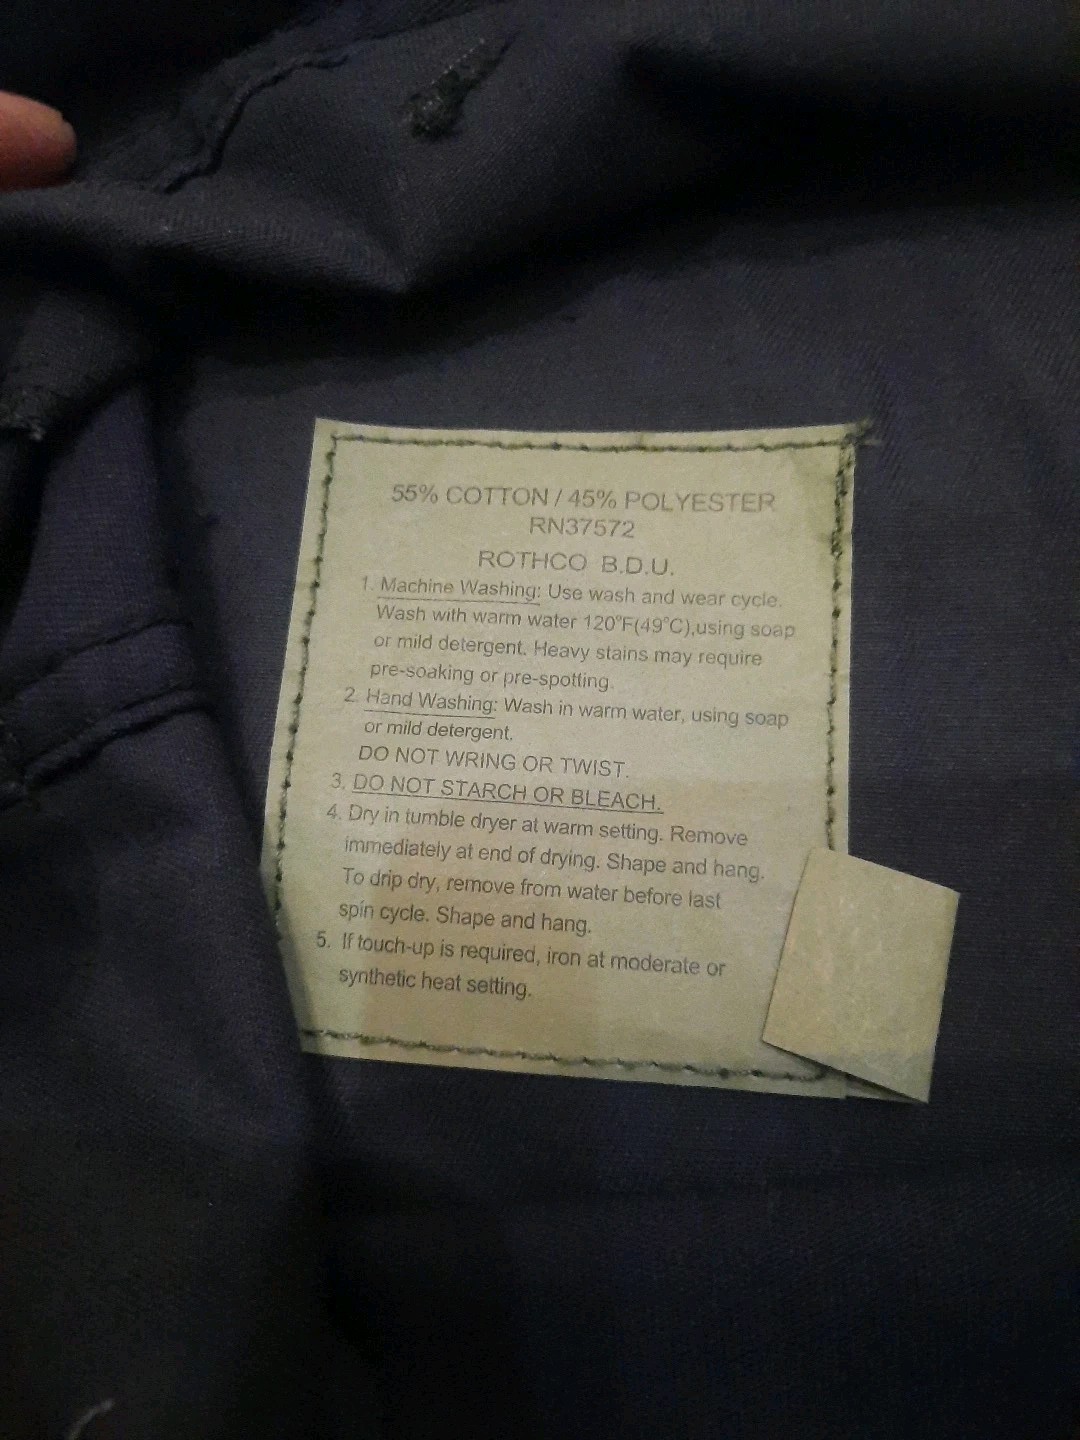 55% COTTON / 45% POLYESTER
RN37572
ROTHCO B.D.U.
1. Machine Washing: Use wash and wear cycle.
Wash with warm water 120°F(49°C),using soap
or mild detergent. Heavy stains may require
pre-soaking or pre-spotting.
2. Hand Washing: Wash in warm water, using soap
or mild detergent.
DO NOT WRING OR TWIST.
3. DO NOT STARCH OR BLEACH.
4. Dry in tumble dryer at warm setting. Remove
immediately at end of drying. Shape and hang.
To drip dry, remove from water before last
spin cycle. Shape and hang.
5. If touch-up is required, iron at moderate or
synthetic heat setting.